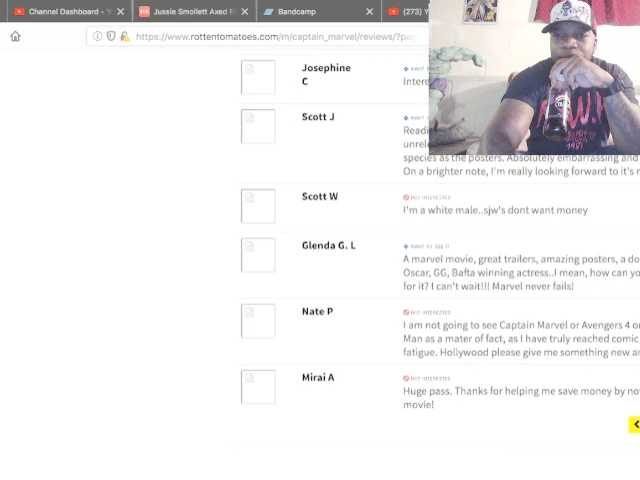 Channel Dashboard - Y
Jussie Smollett Axed F
Bandcamp
(273) Y
https://www.rottentomatoes.com/m/captain_marvel/reviews/?pa
Josephine
C
Intere
Scott J
Readi
unrele
species as the posters. Absolutely embarrassing and
On a brighter note, I'm really looking forward to it's r
Scott W
NOT INTERESTED
I'm a white male..sjw's dont want money
Glenda G. L
WANT TO SEE IT
A marvel movie, great trailers, amazing posters, a do
Oscar, GG, Bafta winning actress..I mean, how can yo
for it? I can't wait!!! Marvel never fails!
Nate P
NOT INTERESTED
I am not going to see Captain Marvel or Avengers 4 o
Man as a mater of fact, as I have truly reached comic
fatigue. Hollywood please give me something new a
Mirai A
NOT INTERESTED
Huge pass. Thanks for helping me save money by no
movie!